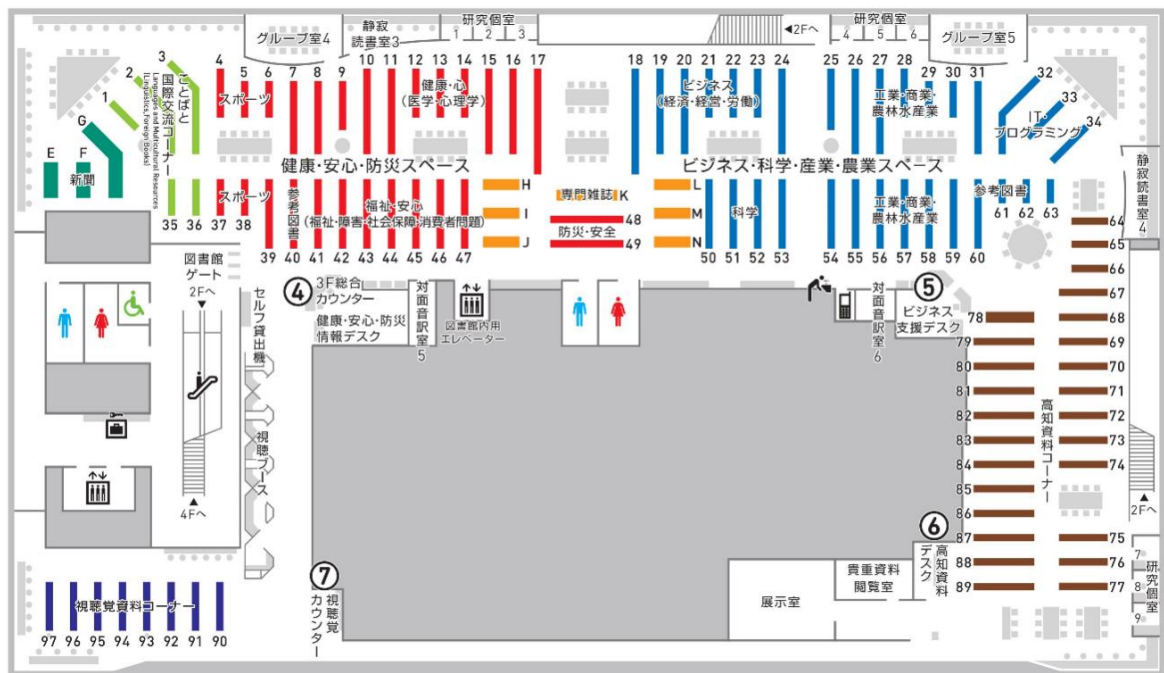 グループ室4
静寂
読書室3
研究個室
1 2 3
◀2Fへ
研究個室
4 5 6
グループ室5
1 2 3 4 5 6 7 8 9 10 11 12 13 14 15 16 17
18 19 20 21 22 23 24 25 26 27 28 29 30 31 32 33 34
ことばと
国際交流コーナー
Languages and Multicultural Resources
(Linguistics, Foreign Books)
スポーツ
健康・心
(医学・心理学)
ビジネス
(経済・経営・労働)
工業・商業・
農林水産業
IT・
プログラミング
G
E F
新聞
健康・安心・防災スペース
ビジネス・科学・産業・農業スペース
静寂読書室4
スポーツ
参考図書
福祉・安心
(福祉・障害・社会保障・消費者問題)
H
I
J
専門雑誌 K
48
防災・安全
49
L
M
N
科学
工業・商業・
農林水産業
参考図書
61 62 63
35 36 37 38 39 40 41 42 43 44 45 46 47
50 51 52 53 54 55 56 57 58 59 60
64
65
66
67
68
69
70
71
72
73
74
75
76
77
図書館
ゲート
2Fへ
▼
セルフ貸出機
④
3F総合
カウンター
健康・安心・防災
情報デスク
対面音訳室5
図書館内用
エレベーター
対面音訳室6
⑤
ビジネス
支援デスク
78
79
80
81
82
83
84
85
86
87
88
89
高知資料コーナー
視聴ブース
▲
4Fへ
▲
2Fへ
⑥
高知資料
デスク
貴重資料
閲覧室
展示室
研究個室
7
8
9
⑦
視聴覚
カウンター
視聴覚資料コーナー
97 96 95 94 93 92 91 90